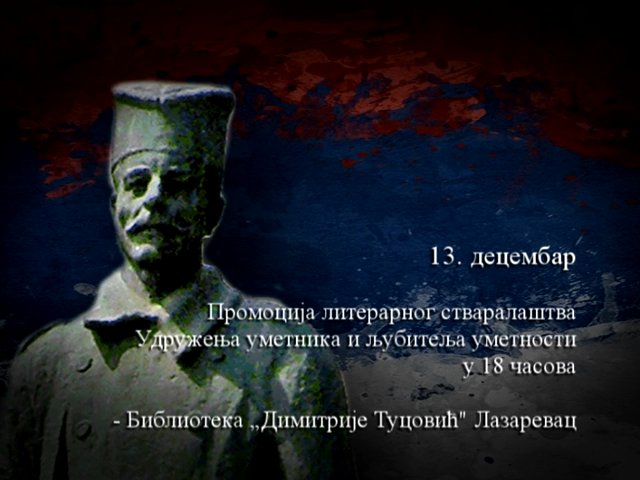 13. децембар
Промоција литерарног стваралаштва
Удружења уметника и љубитеља уметности
у 18 часова
- Библиотека „Димитрије Туцовић" Лазаревац